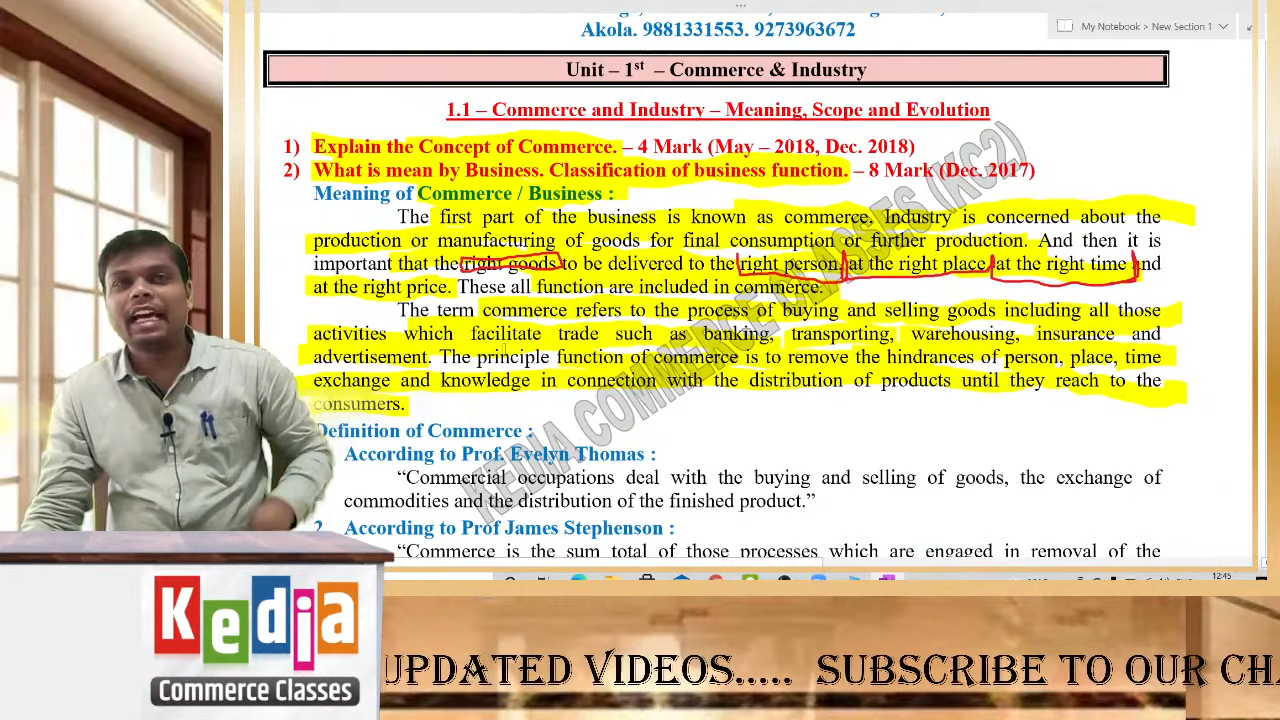 Akola. 9881331553. 9273963672
My Notebook > New Section 1
Unit – 1st – Commerce & Industry
1.1 – Commerce and Industry – Meaning, Scope and Evolution
1) Explain the Concept of Commerce. – 4 Mark (May – 2018, Dec. 2018)
2) What is mean by Business. Classification of business function. – 8 Mark (Dec. 2017)
Meaning of Commerce / Business :
The first part of the business is known as commerce. Industry is concerned about the
production or manufacturing of goods for final consumption or further production. And then it is
important that the right goods to be delivered to the right person, at the right place, at the right time and
at the right price. These all function are included in commerce.
The term commerce refers to the process of buying and selling goods including all those
activities which facilitate trade such as banking, transporting, warehousing, insurance and
advertisement. The principle function of commerce is to remove the hindrances of person, place, time
exchange and knowledge in connection with the distribution of products until they reach to the
consumers.
Definition of Commerce :
According to Prof. Evelyn Thomas :
“Commercial occupations deal with the buying and selling of goods, the exchange of
commodities and the distribution of the finished product.”
2. According to Prof James Stephenson :
“Commerce is the sum total of those processes which are engaged in removal of the
KEDIA COMMERCE CLASSES (KC2)
12:45
Kedia
Commerce Classes
UPDATED VIDEOS..... SUBSCRIBE TO OUR CHA